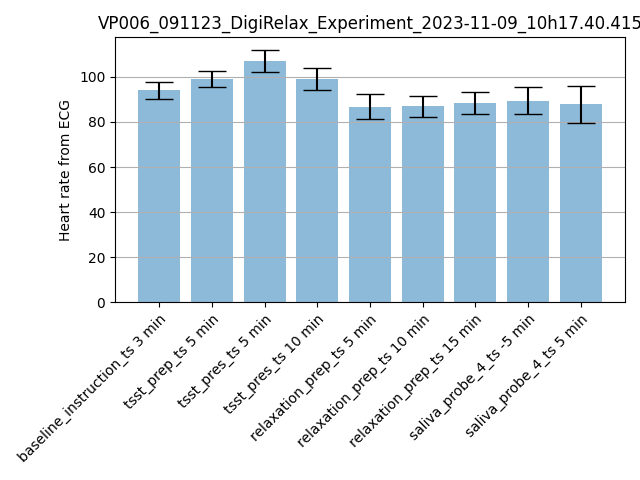 VP006_091123_DigiRelax_Experiment_2023-11-09_10h17.40.415
Heart rate from ECG
100
80
60
40
20
0
baseline_instruction_ts 3 min
tsst_prep_ts 5 min
tsst_pres_ts 5 min
tsst_pres_ts 10 min
relaxation_prep_ts 5 min
relaxation_prep_ts 10 min
relaxation_prep_ts 15 min
saliva_probe_4_ts -5 min
saliva_probe_4_ts 5 min